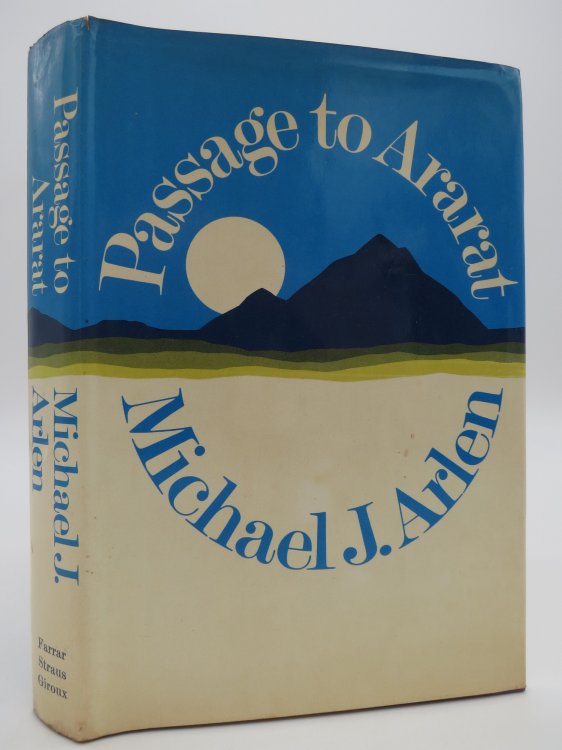 Passage to Ararat
Michael J. Arlen
Passage to
Ararat
Michael J.
Arlen
Farrar
Straus
Giroux